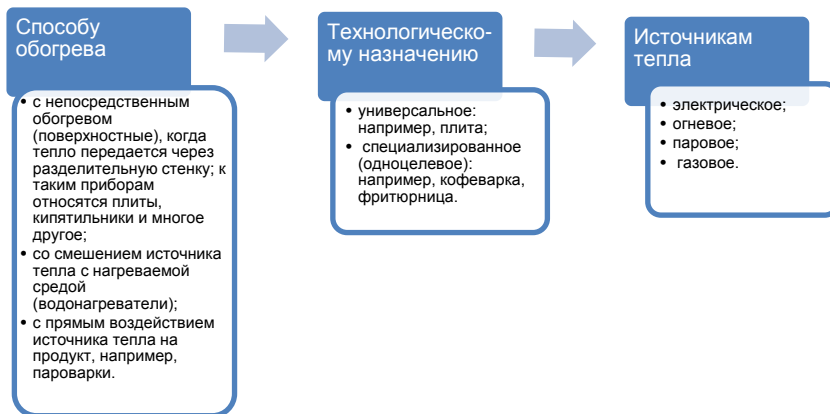 Способу
обогрева
• с непосредственным
обогревом
(поверхностные), когда
тепло передается через
разделительную стенку; к
таким приборам
относятся плиты,
кипятильники и многое
другое;
• со смешением источника
тепла с нагреваемой
средой
(водонагреватели);
• с прямым воздействием
источника тепла на
продукт, например,
пароварки.
Технологическо-
му назначению
• универсальное:
например, плита;
• специализированное
(одноцелевое):
например, кофеварка,
фритюрница.
Источникам
тепла
• электрическое;
• огневое;
• паровое;
• газовое.